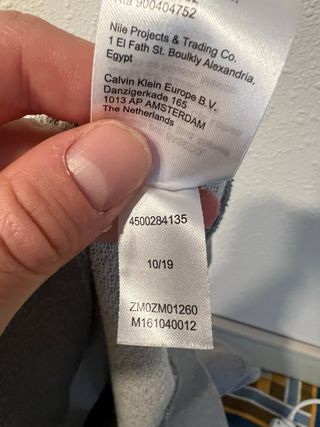 900404752
Nile Projects & Trading Co.
1 El Fath St. Boulkly Alexandria,
Egypt
Calvin Klein Europe B.V.
Danzigerkade 165
1013 AP AMSTERDAM
The Netherlands
4500284135
10/19
ZM0ZM01260
M161040012